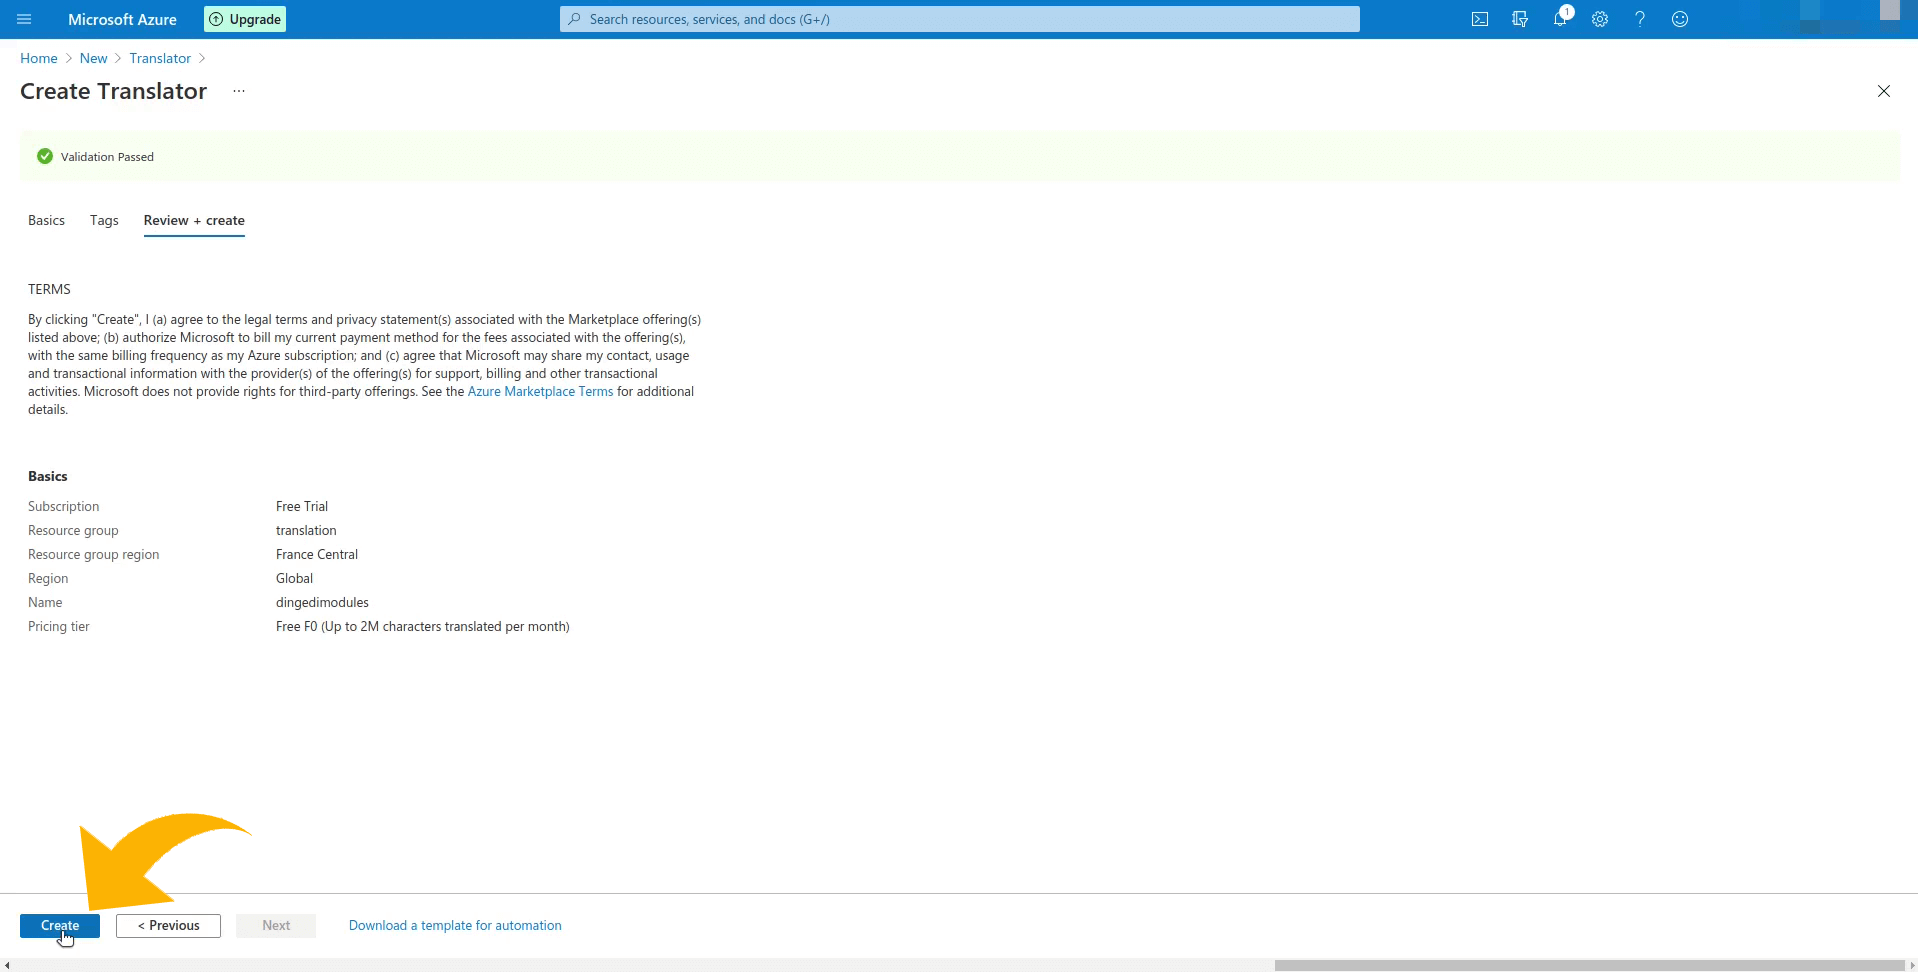 Microsoft Azure
Upgrade
Search resources, services, and docs (G+/)
1
Home > New > Translator >
Create Translator ...
Validation Passed
Basics
Tags
Review + create
TERMS
By clicking "Create", I (a) agree to the legal terms and privacy statement(s) associated with the Marketplace offering(s)
listed above; (b) authorize Microsoft to bill my current payment method for the fees associated with the offering(s),
with the same billing frequency as my Azure subscription; and (c) agree that Microsoft may share my contact, usage
and transactional information with the provider(s) of the offering(s) for support, billing and other transactional
activities. Microsoft does not provide rights for third-party offerings. See the Azure Marketplace Terms for additional
details.
Basics
Subscription Free Trial
Resource group translation
Resource group region France Central
Region Global
Name dingedimodules
Pricing tier Free F0 (Up to 2M characters translated per month)
Create
< Previous
Next
Download a template for automation